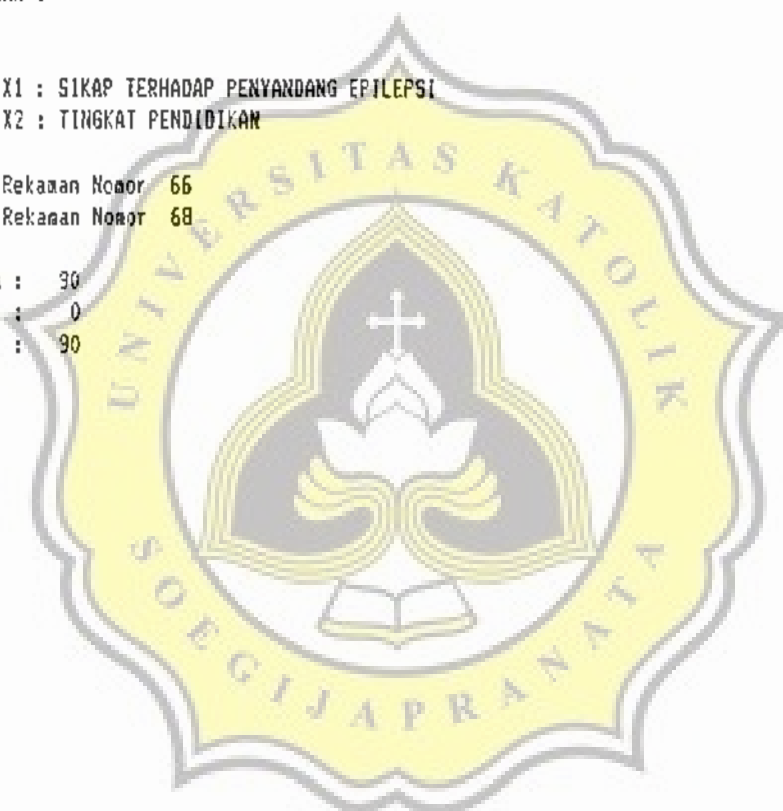 X1 : SIKAP TERHADAP PENYANDANG EPILEPSI
X2 : TINGKAT PENDIDIKAN
Rekaman Nomor 66
Rekaman Nomor 68
: 90
: 0
: 90
UNIVERSITAS KATOLIK
SOEGIJAPRANATA